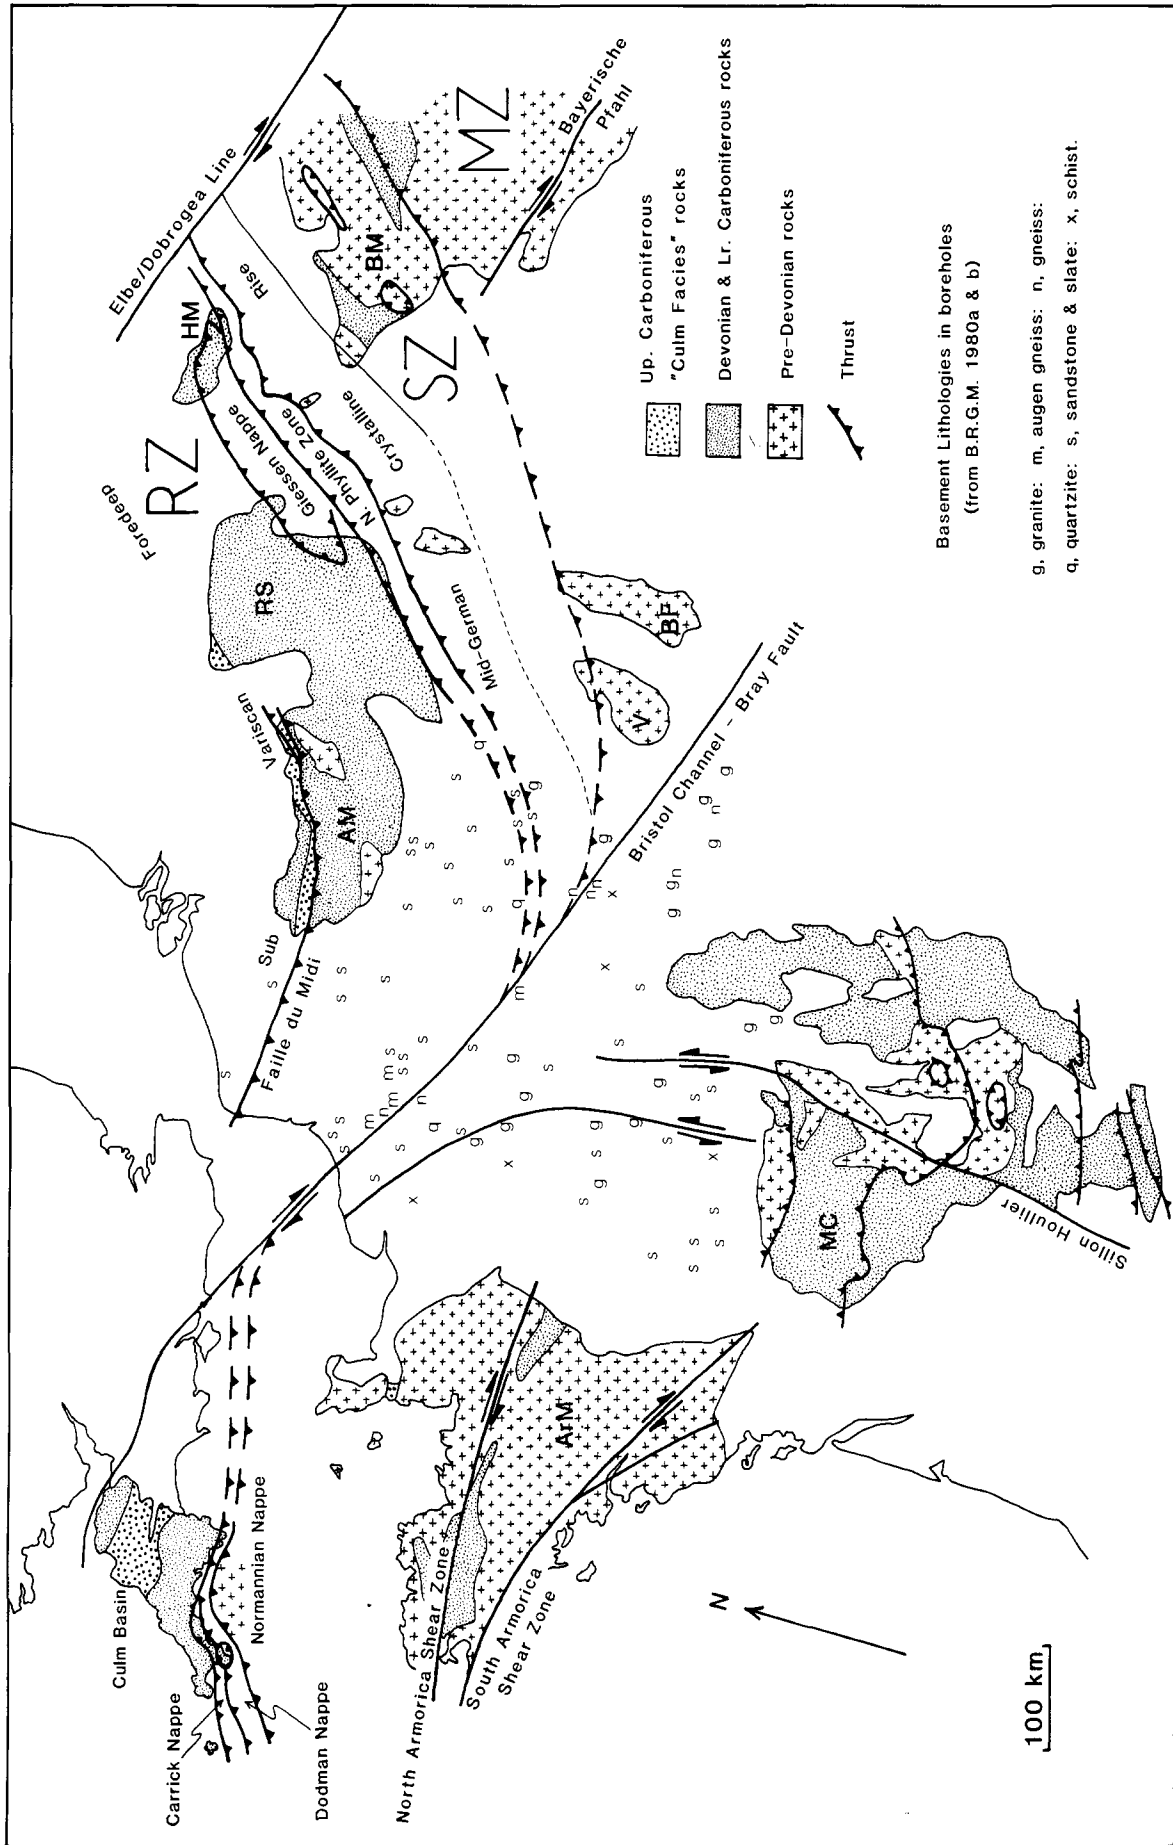 Elbe/Dobrogea Line
RZ
HM
Foredeep
Giessen Nappe
N. Phyllite Zone
Rise
Crystalline
Mid-German
BM
SZ
MZ
Bayerische
Pfahl
RS
Variscan
AM
Sub
Faille du Midi
V
BF
Bristol Channel - Bray Fault
Culm Basin
Normannian Nappe
Carrick Nappe
Dodman Nappe
North Armorica Shear Zone
South Armorica
Shear Zone
ArM
MC
Sillon Houllier
N
100 km
Up. Carboniferous
"Culm Facies" rocks
Devonian & Lr. Carboniferous rocks
Pre-Devonian rocks
Thrust
Basement Lithologies in boreholes
(from B.R.G.M. 1980a & b)
g, granite: m, augen gneiss: n, gneiss:
q, quartzite: s, sandstone & slate: x, schist.